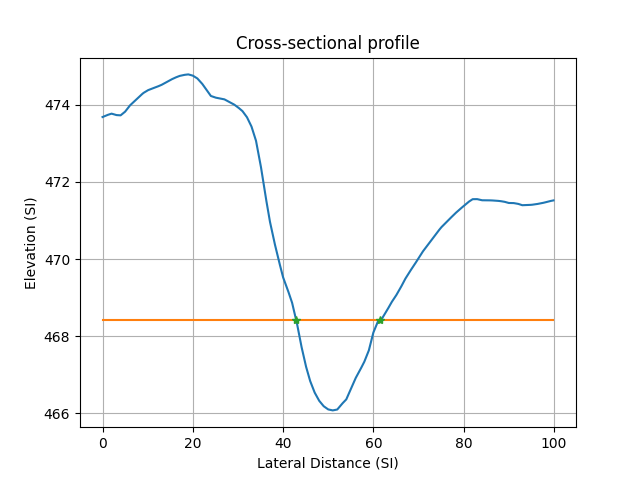 Cross-sectional profile
474
472
470
468
466
Elevation (SI)
0 20 40 60 80 100
Lateral Distance (SI)